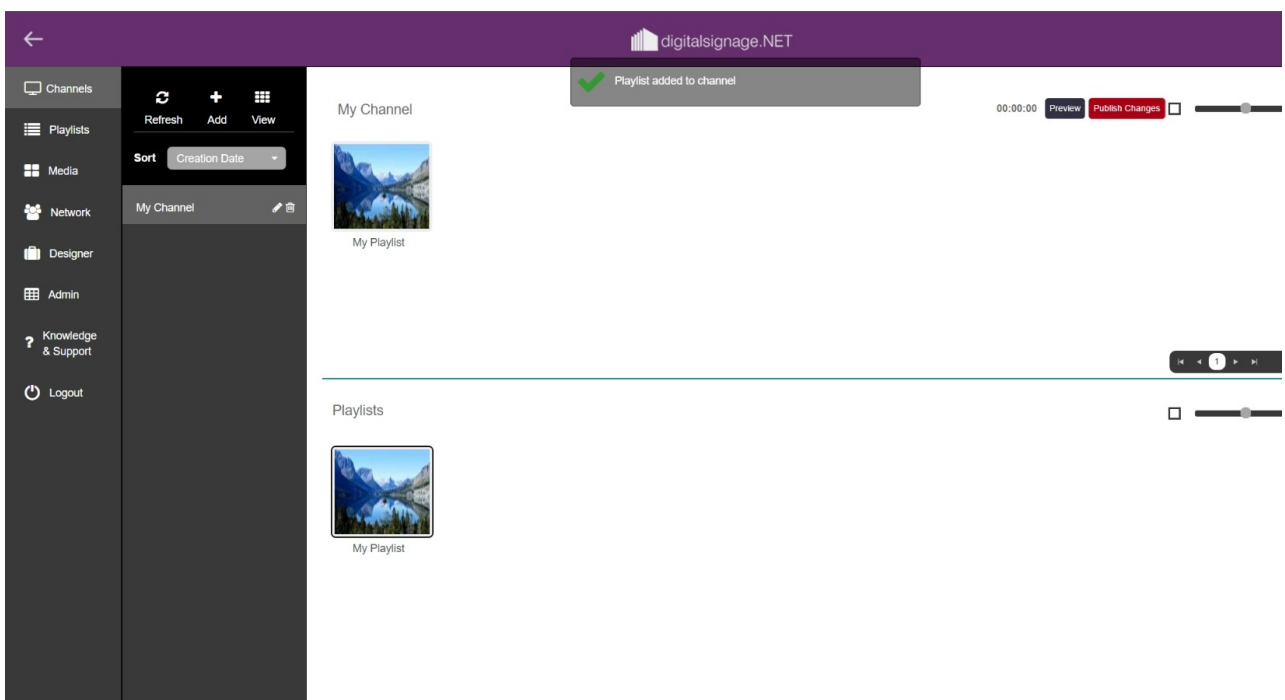 digitalsignage.NET
Playlist added to channel
Channels
Playlists
Media
Network
Designer
Admin
Knowledge
& Support
Logout
Refresh Add View
Sort Creation Date
My Channel
My Channel
00:00:00 Preview Publish Changes
My Playlist
1
Playlists
My Playlist